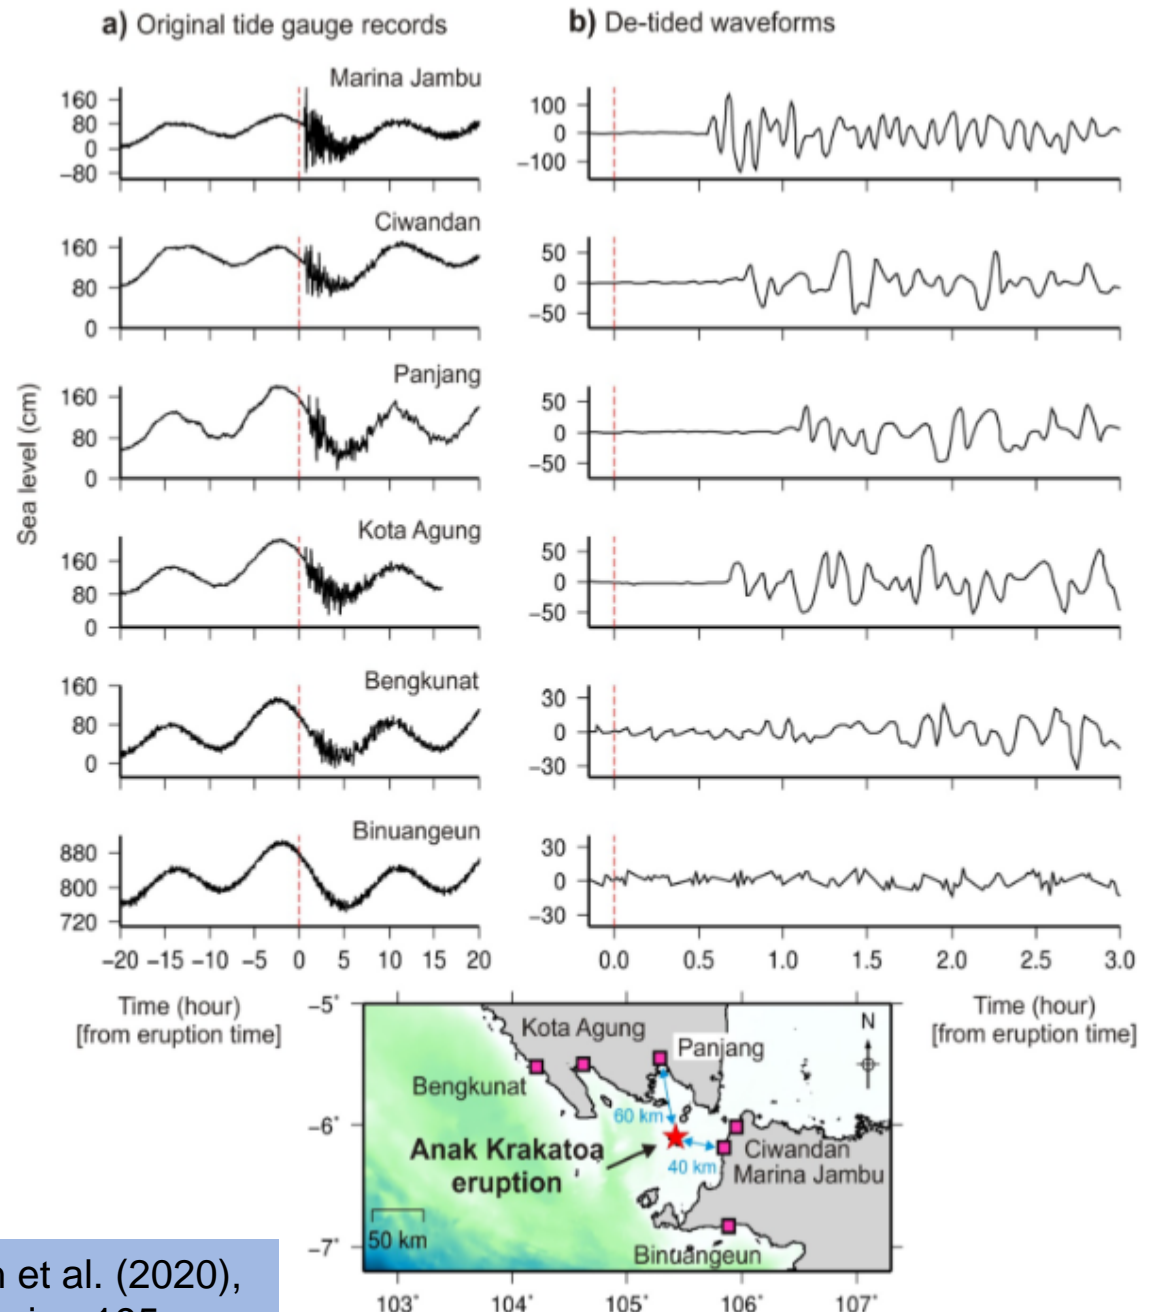 a) Original tide gauge records
b) De-tided waveforms
Sea level (cm)
Marina Jambu
160
80
0
−80
100
0
−100
Ciwandan
160
80
0
50
0
−50
Panjang
160
80
0
50
0
−50
Kota Agung
160
80
0
50
0
−50
Bengkunat
160
80
0
30
0
−30
Binuangeun
880
800
720
30
0
−30
−20 −15 −10 −5 0 5 10 15 20
0.0 0.5 1.0 1.5 2.0 2.5 3.0
Time (hour)
[from eruption time]
Time (hour)
[from eruption time]
−5°
−6°
−7°
Kota Agung
Panjang
N
Bengkunat
60 km
Anak Krakatoa
eruption
40 km
Ciwandan
Marina Jambu
50 km
Binuangeun
103° 104° 105° 106° 107°
et al. (2020),